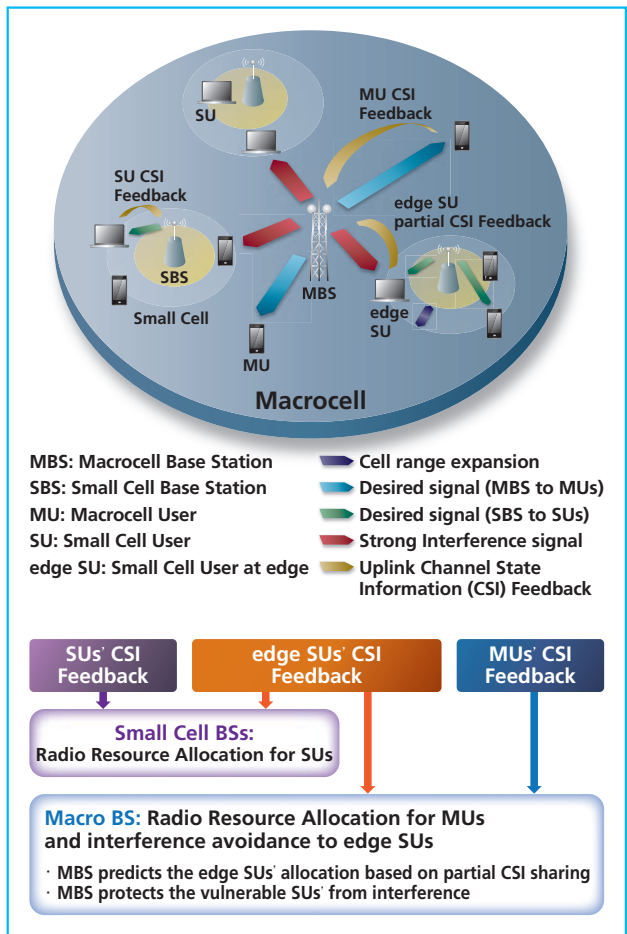 SU
MU CSI
Feedback
SU CSI
Feedback
edge SU
partial CSI Feedback
SBS
MBS
Small Cell
edge
SU
MU
Macrocell
MBS: Macrocell Base Station
SBS: Small Cell Base Station
MU: Macrocell User
SU: Small Cell User
edge SU: Small Cell User at edge
Cell range expansion
Desired signal (MBS to MUs)
Desired signal (SBS to SUs)
Strong Interference signal
Uplink Channel State
Information (CSI) Feedback
SUs' CSI
Feedback
edge SUs' CSI
Feedback
MUs' CSI
Feedback
Small Cell BSs:
Radio Resource Allocation for SUs
Macro BS: Radio Resource Allocation for MUs
and interference avoidance to edge SUs
· MBS predicts the edge SUs' allocation based on partial CSI sharing
· MBS protects the vulnerable SUs' from interference